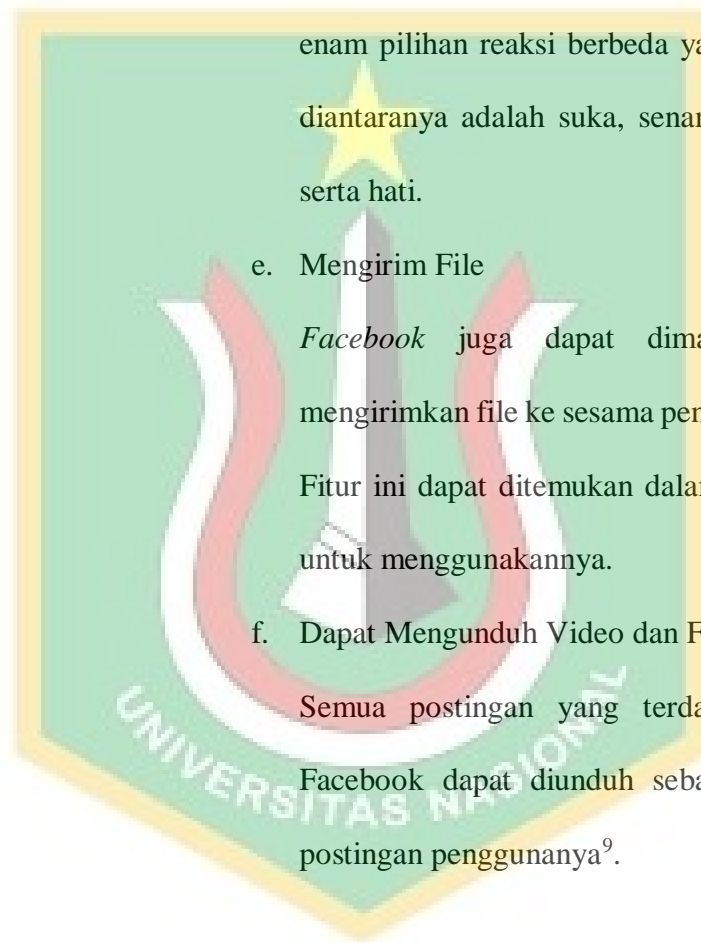 enam pilihan reaksi berbeda
diantaranya adalah suka,
serta hati.
e. Mengirim File
Facebook juga dapat
mengirimkan file ke sesama
Fitur ini dapat ditemukan
untuk menggunakannya.
f. Dapat Mengunduh Video dan
Semua postingan yang
Facebook dapat diunduh
postingan penggunanya⁹.
UNIVERSITAS NASIONAL